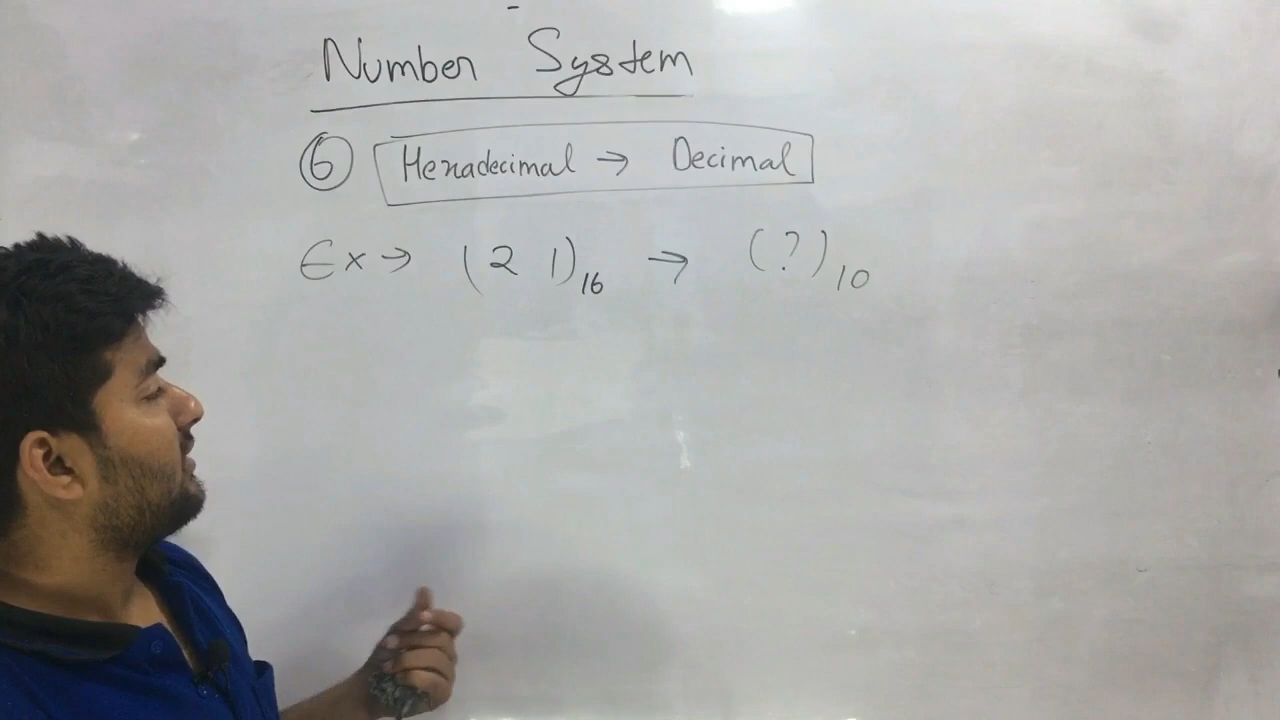 Number System
⑥ Hexadecimal → Decimal
Ex → (2 1)₁₆ → (?)₁₀